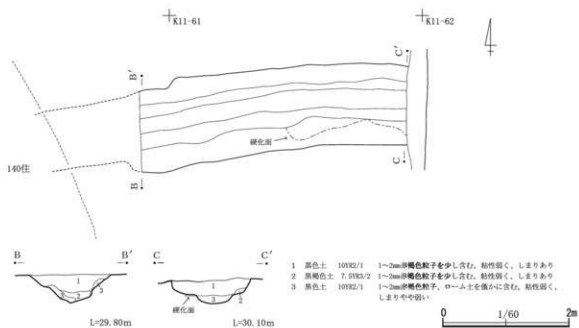 K11-61
K11-62
C'
B'
硬化面
140住
B
C
B B'
C C'
1
3 2 3
1
3 2
硬化面
L=29.80m
L=30.10m
1 黒色土 10YR2/1 1~2mm赤褐色粒子を少し含む、粘性弱く、しまりあり
2 黒褐色土 7.5YR3/2 1~2mm赤褐色粒子を少し含む、粘性弱く、しまりあり
3 黒色土 10YR2/1 1~2mm赤褐色粒子、ローム土を僅かに含む、粘性弱く、
しまりやや弱い
0 1/60 2m